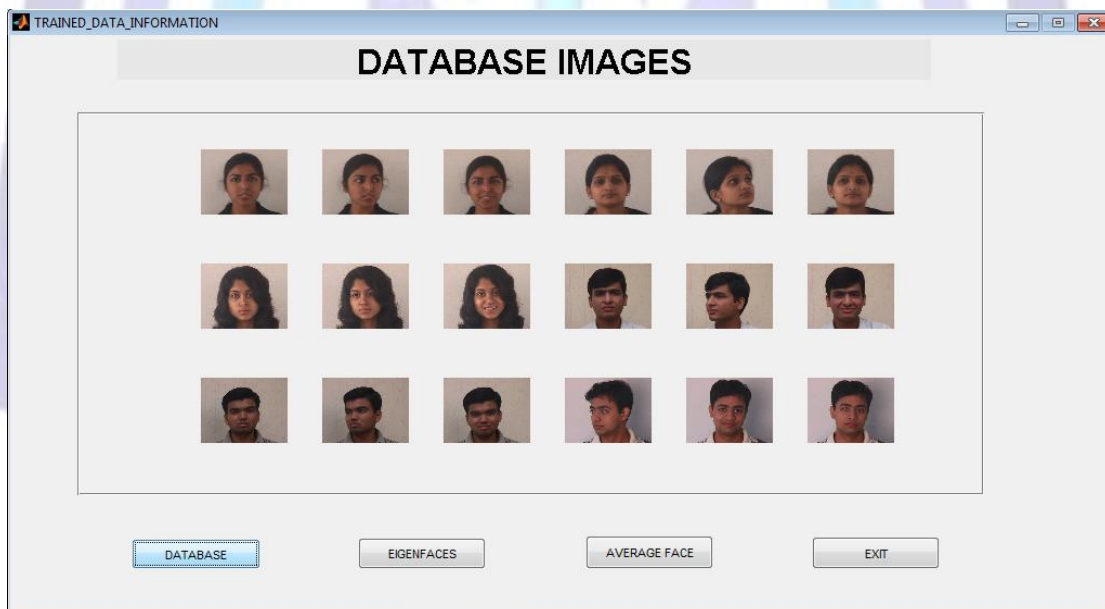 TRAINED_DATA_INFORMATION
DATABASE IMAGES
DATABASE
EIGENFACES
AVERAGE FACE
EXIT